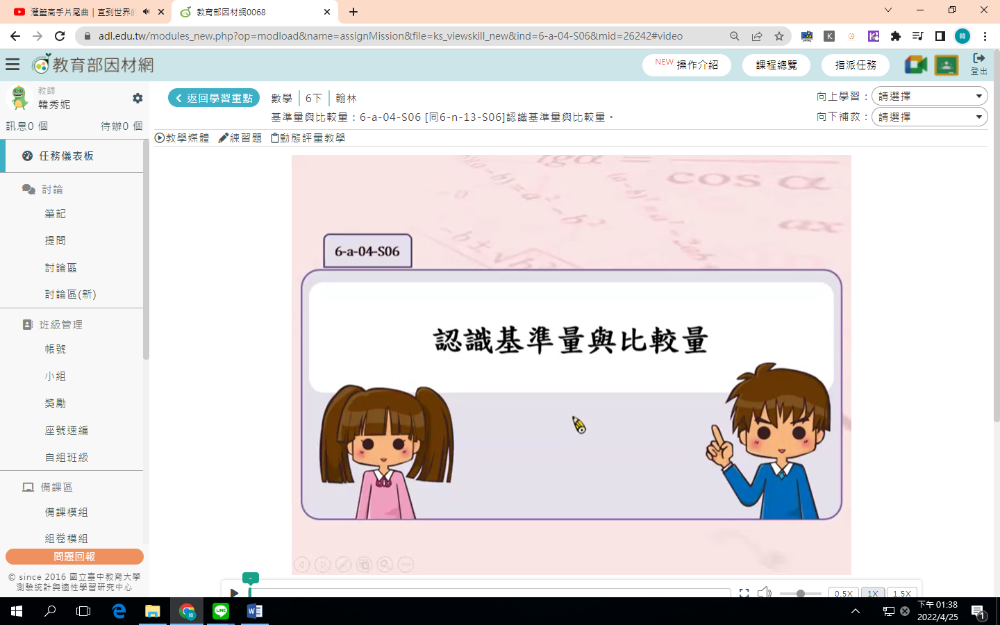 灌籃高手片尾曲 | 直到世界的
教育部因材網0068
adl.edu.tw/modules_new.php?op=modload&name=assignMission&file=ks_viewskill_new&ind=6-a-04-S06&mid=26242#video
教育部因材網
NEW 操作介紹
課程總覽
指派任務
登出
教師
韓秀妮
訊息0 個
待辦0 個
返回學習重點
數學
6下
翰林
基準量與比較量：6-a-04-S06 [同6-n-13-S06]認識基準量與比較量。
向上學習：
請選擇
向下補救：
請選擇
教學媒體
練習題
動態評量教學
任務儀表板
討論
筆記
提問
討論區
討論區(新)
班級管理
帳號
小組
獎勵
座號速編
自組班級
備課區
備課模組
組卷模組
問題回報
© since 2016 國立臺中教育大學
測驗統計與適性學習研究中心
cos α
6-a-04-S06
認識基準量與比較量
0.5X
1X
1.5X
下午 01:38
2022/4/25
1